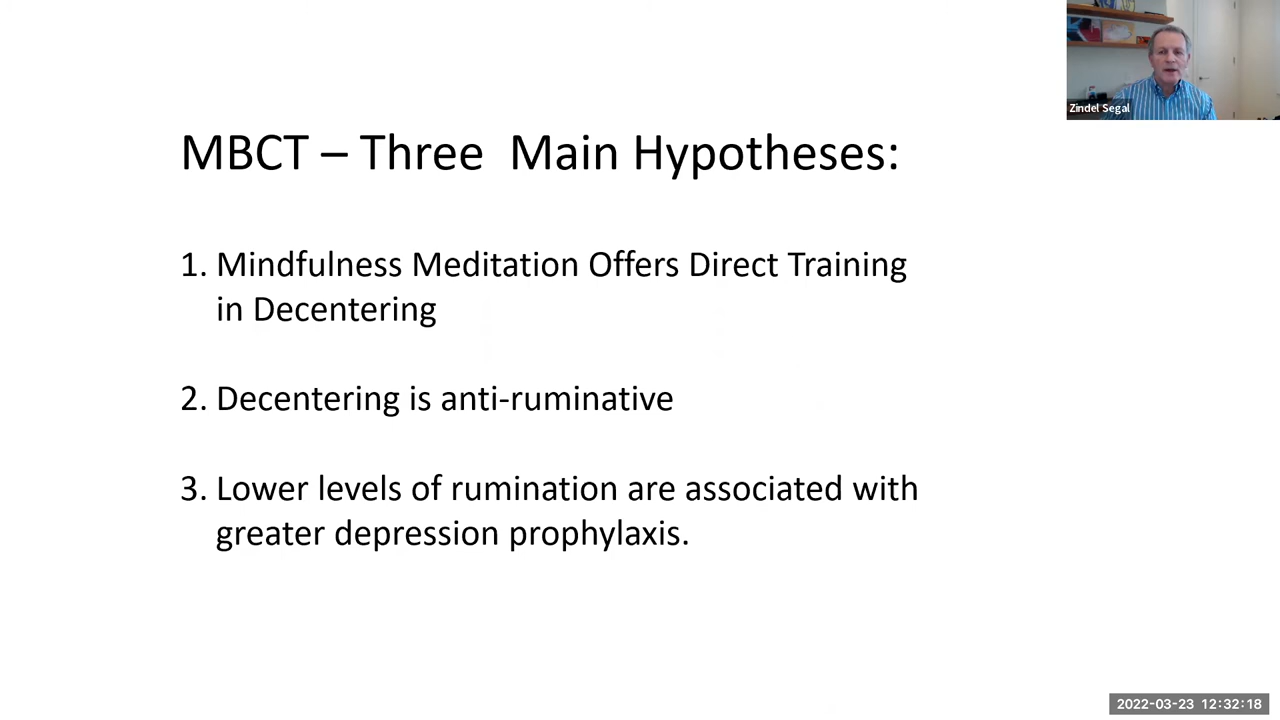 Zindel Segal
MBCT – Three  Main Hypotheses:
1. Mindfulness Meditation Offers Direct Training
in Decentering
2. Decentering is anti-ruminative
3. Lower levels of rumination are associated with
greater depression prophylaxis.
2022-03-23 12:32:18